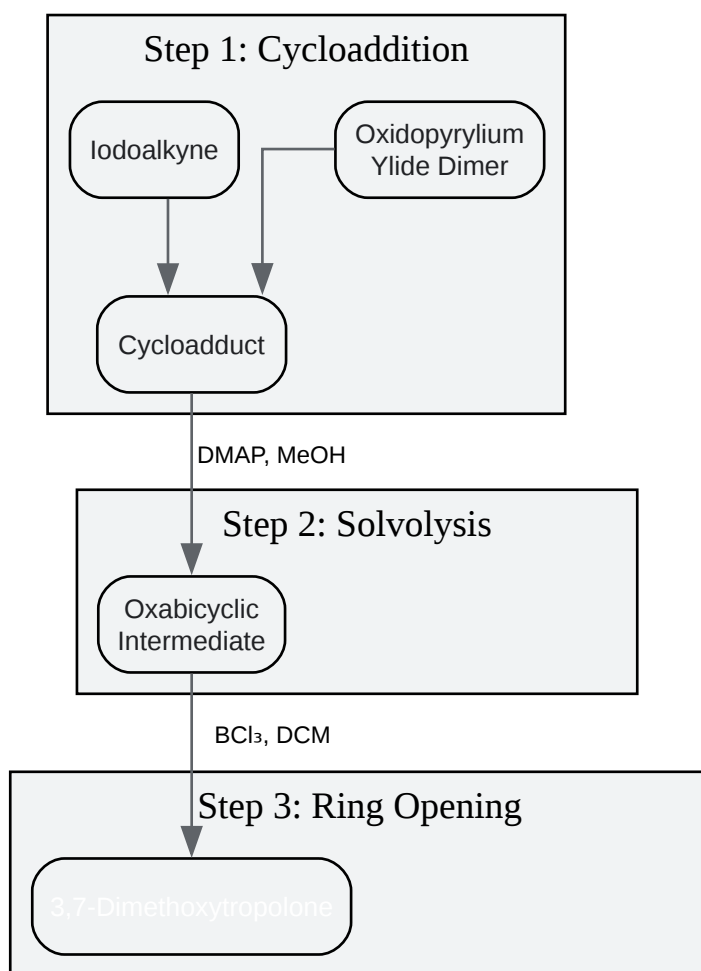 Step 1: Cycloaddition
Iodoalkyne
Oxidopyrylium
Ylide Dimer
Cycloadduct
DMAP, MeOH
Step 2: Solvolysis
Oxabicyclic
Intermediate
BCl₃, DCM
Step 3: Ring Opening
3,7-Dimethoxytropolone